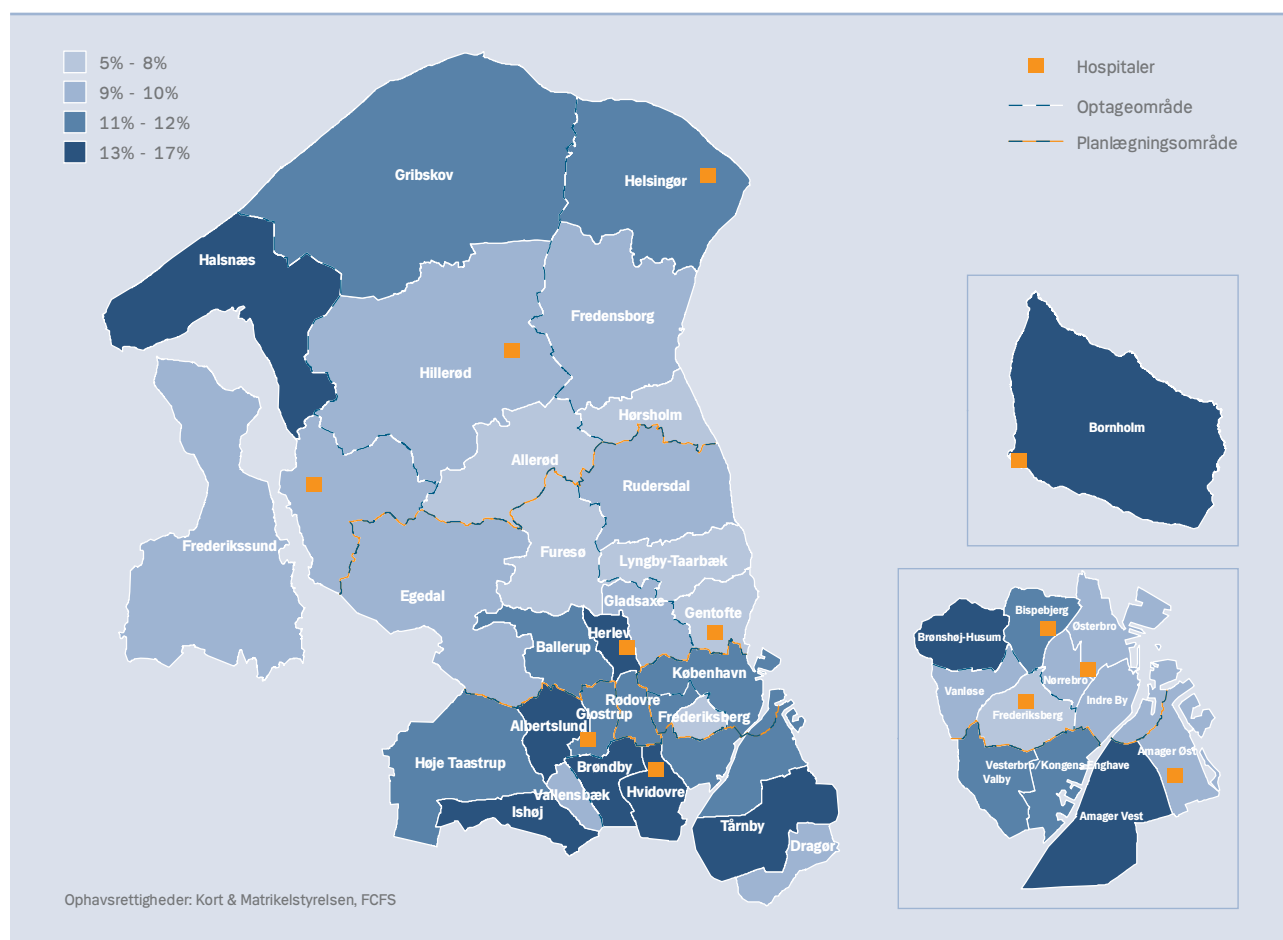 5% - 8%
9% - 10%
11% - 12%
13% - 17%
Hospitaler
Optageområde
Planlægningsområde
Gribskov
Helsingør
Halsnæs
Fredensborg
Hillerød
Hørsholm
Allerød
Rudersdal
Frederikssund
Furesø
Lyngby-Taarbæk
Egedal
Gladsaxe
Gentofte
Herlev
Ballerup
København
Rødovre
Glostrup
Frederiksberg
Albertslund
Høje Taastrup
Brøndby
Vallensbæk
Hvidovre
Ishøj
Tårnby
Dragør
Bornholm
Bispebjerg
Østerbro
Brønshøj-Husum
Nørrebro
Vanløse
Indre By
Frederiksberg
Amager Øst
Vesterbro/Kongens Enghave
Valby
Amager Vest
Ophavsrettigheder: Kort & Matrikelstyrelsen, FCFS